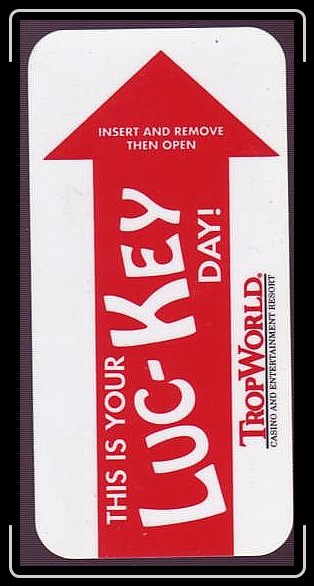 INSERT AND REMOVE
THEN OPEN
THIS IS YOUR
LUC-KEY
DAY!
TROPWORLD®
CASINO AND ENTERTAINMENT RESORT